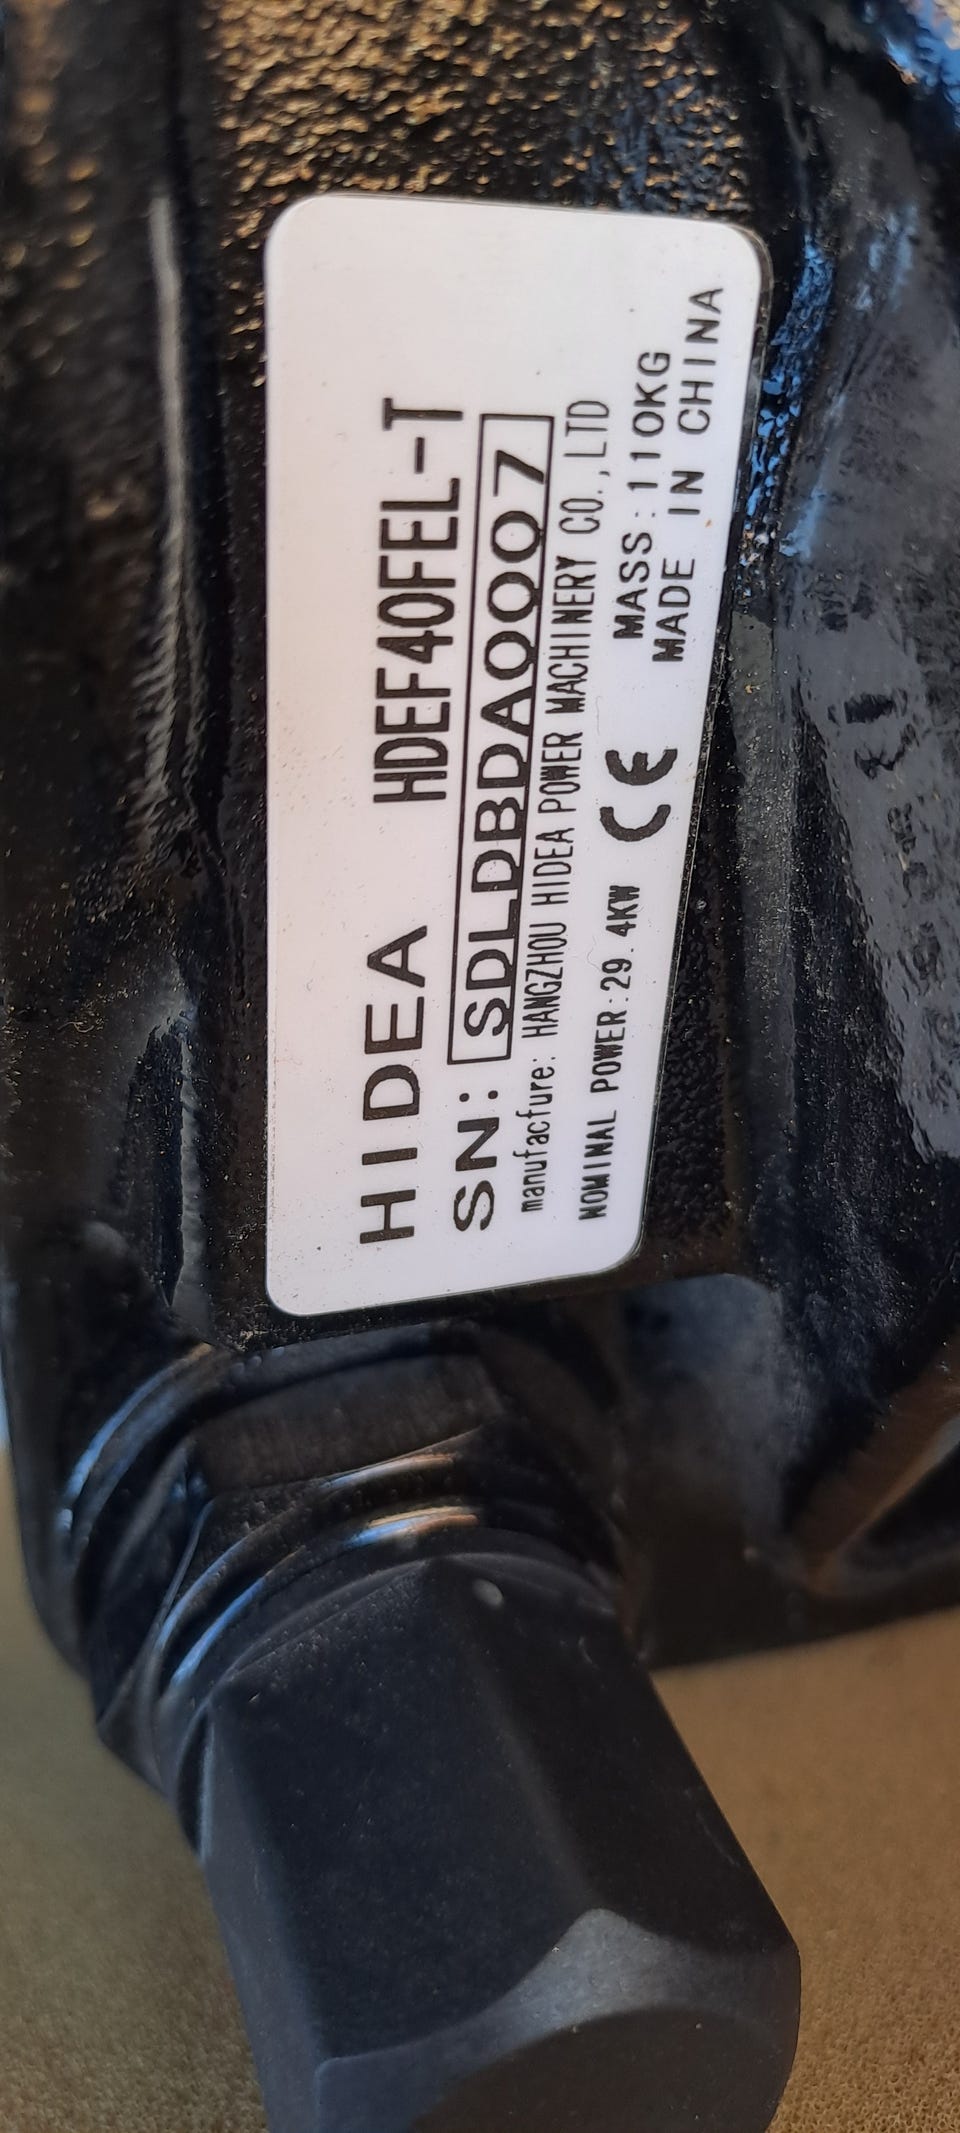 HIDEA HDEF40FEL-T
SN: SDLDBDA0007
manufacfure: HANGZHOU HIDEA POWER MACHINERY CO.,LTD
NOMINAL POWER:29.4KW CE MASS:110KG
MADE IN CHINA